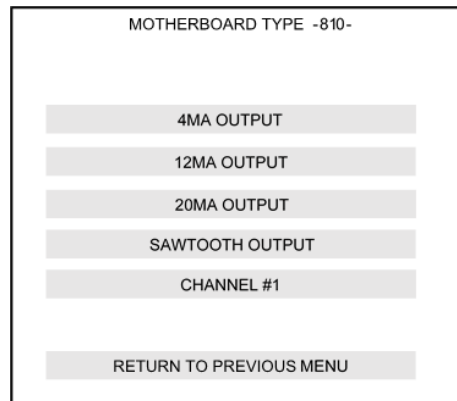 MOTHERBOARD TYPE -810-
4MA OUTPUT
12MA OUTPUT
20MA OUTPUT
SAWTOOTH OUTPUT
CHANNEL #1
RETURN TO PREVIOUS MENU